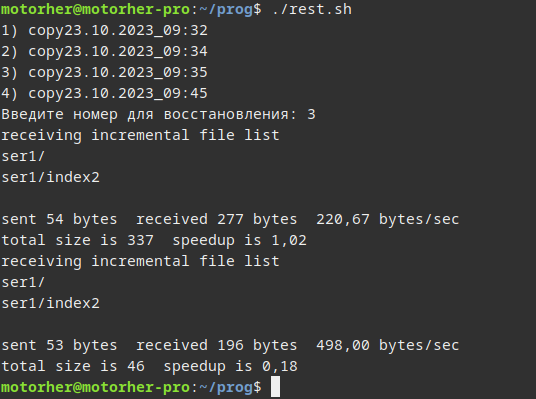 motorher@motorher-pro:~/prog$ ./rest.sh
1) copy23.10.2023_09:32
2) copy23.10.2023_09:34
3) copy23.10.2023_09:35
4) copy23.10.2023_09:45
Введите номер для восстановления: 3
receiving incremental file list
ser1/
ser1/index2

sent 54 bytes  received 277 bytes  220,67 bytes/sec
total size is 337  speedup is 1,02
receiving incremental file list
ser1/
ser1/index2

sent 53 bytes  received 196 bytes  498,00 bytes/sec
total size is 46  speedup is 0,18
motorher@motorher-pro:~/prog$